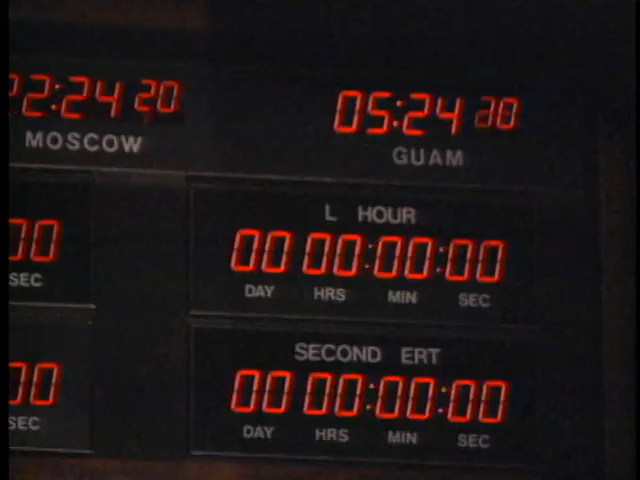 22:24 20
MOSCOW
05:24 20
GUAM
00
SEC
L HOUR
00 00:00:00
DAY HRS MIN SEC
00
SEC
SECOND ERT
00 00:00:00
DAY HRS MIN SEC